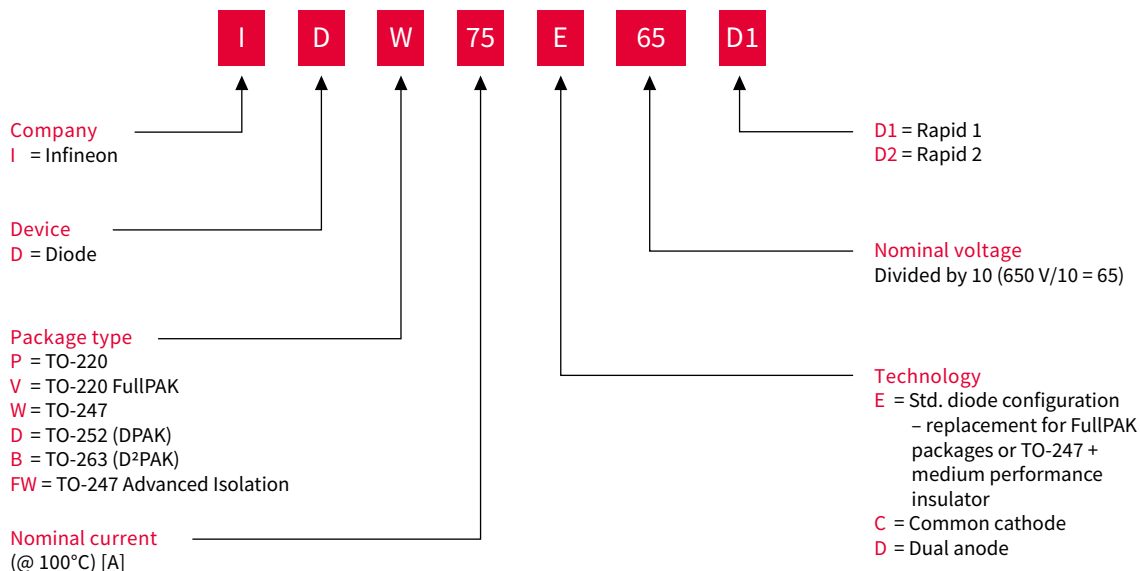 I D W 75 E 65 D1
Company
I = Infineon
Device
D = Diode
Package type
P = TO-220
V = TO-220 FullPAK
W = TO-247
D = TO-252 (DPAK)
B = TO-263 (D²PAK)
FW = TO-247 Advanced Isolation
Nominal current
(@ 100°C) [A]
D1 = Rapid 1
D2 = Rapid 2
Nominal voltage
Divided by 10 (650 V/10 = 65)
Technology
E = Std. diode configuration
– replacement for FullPAK
packages or TO-247 +
medium performance
insulator
C = Common cathode
D = Dual anode